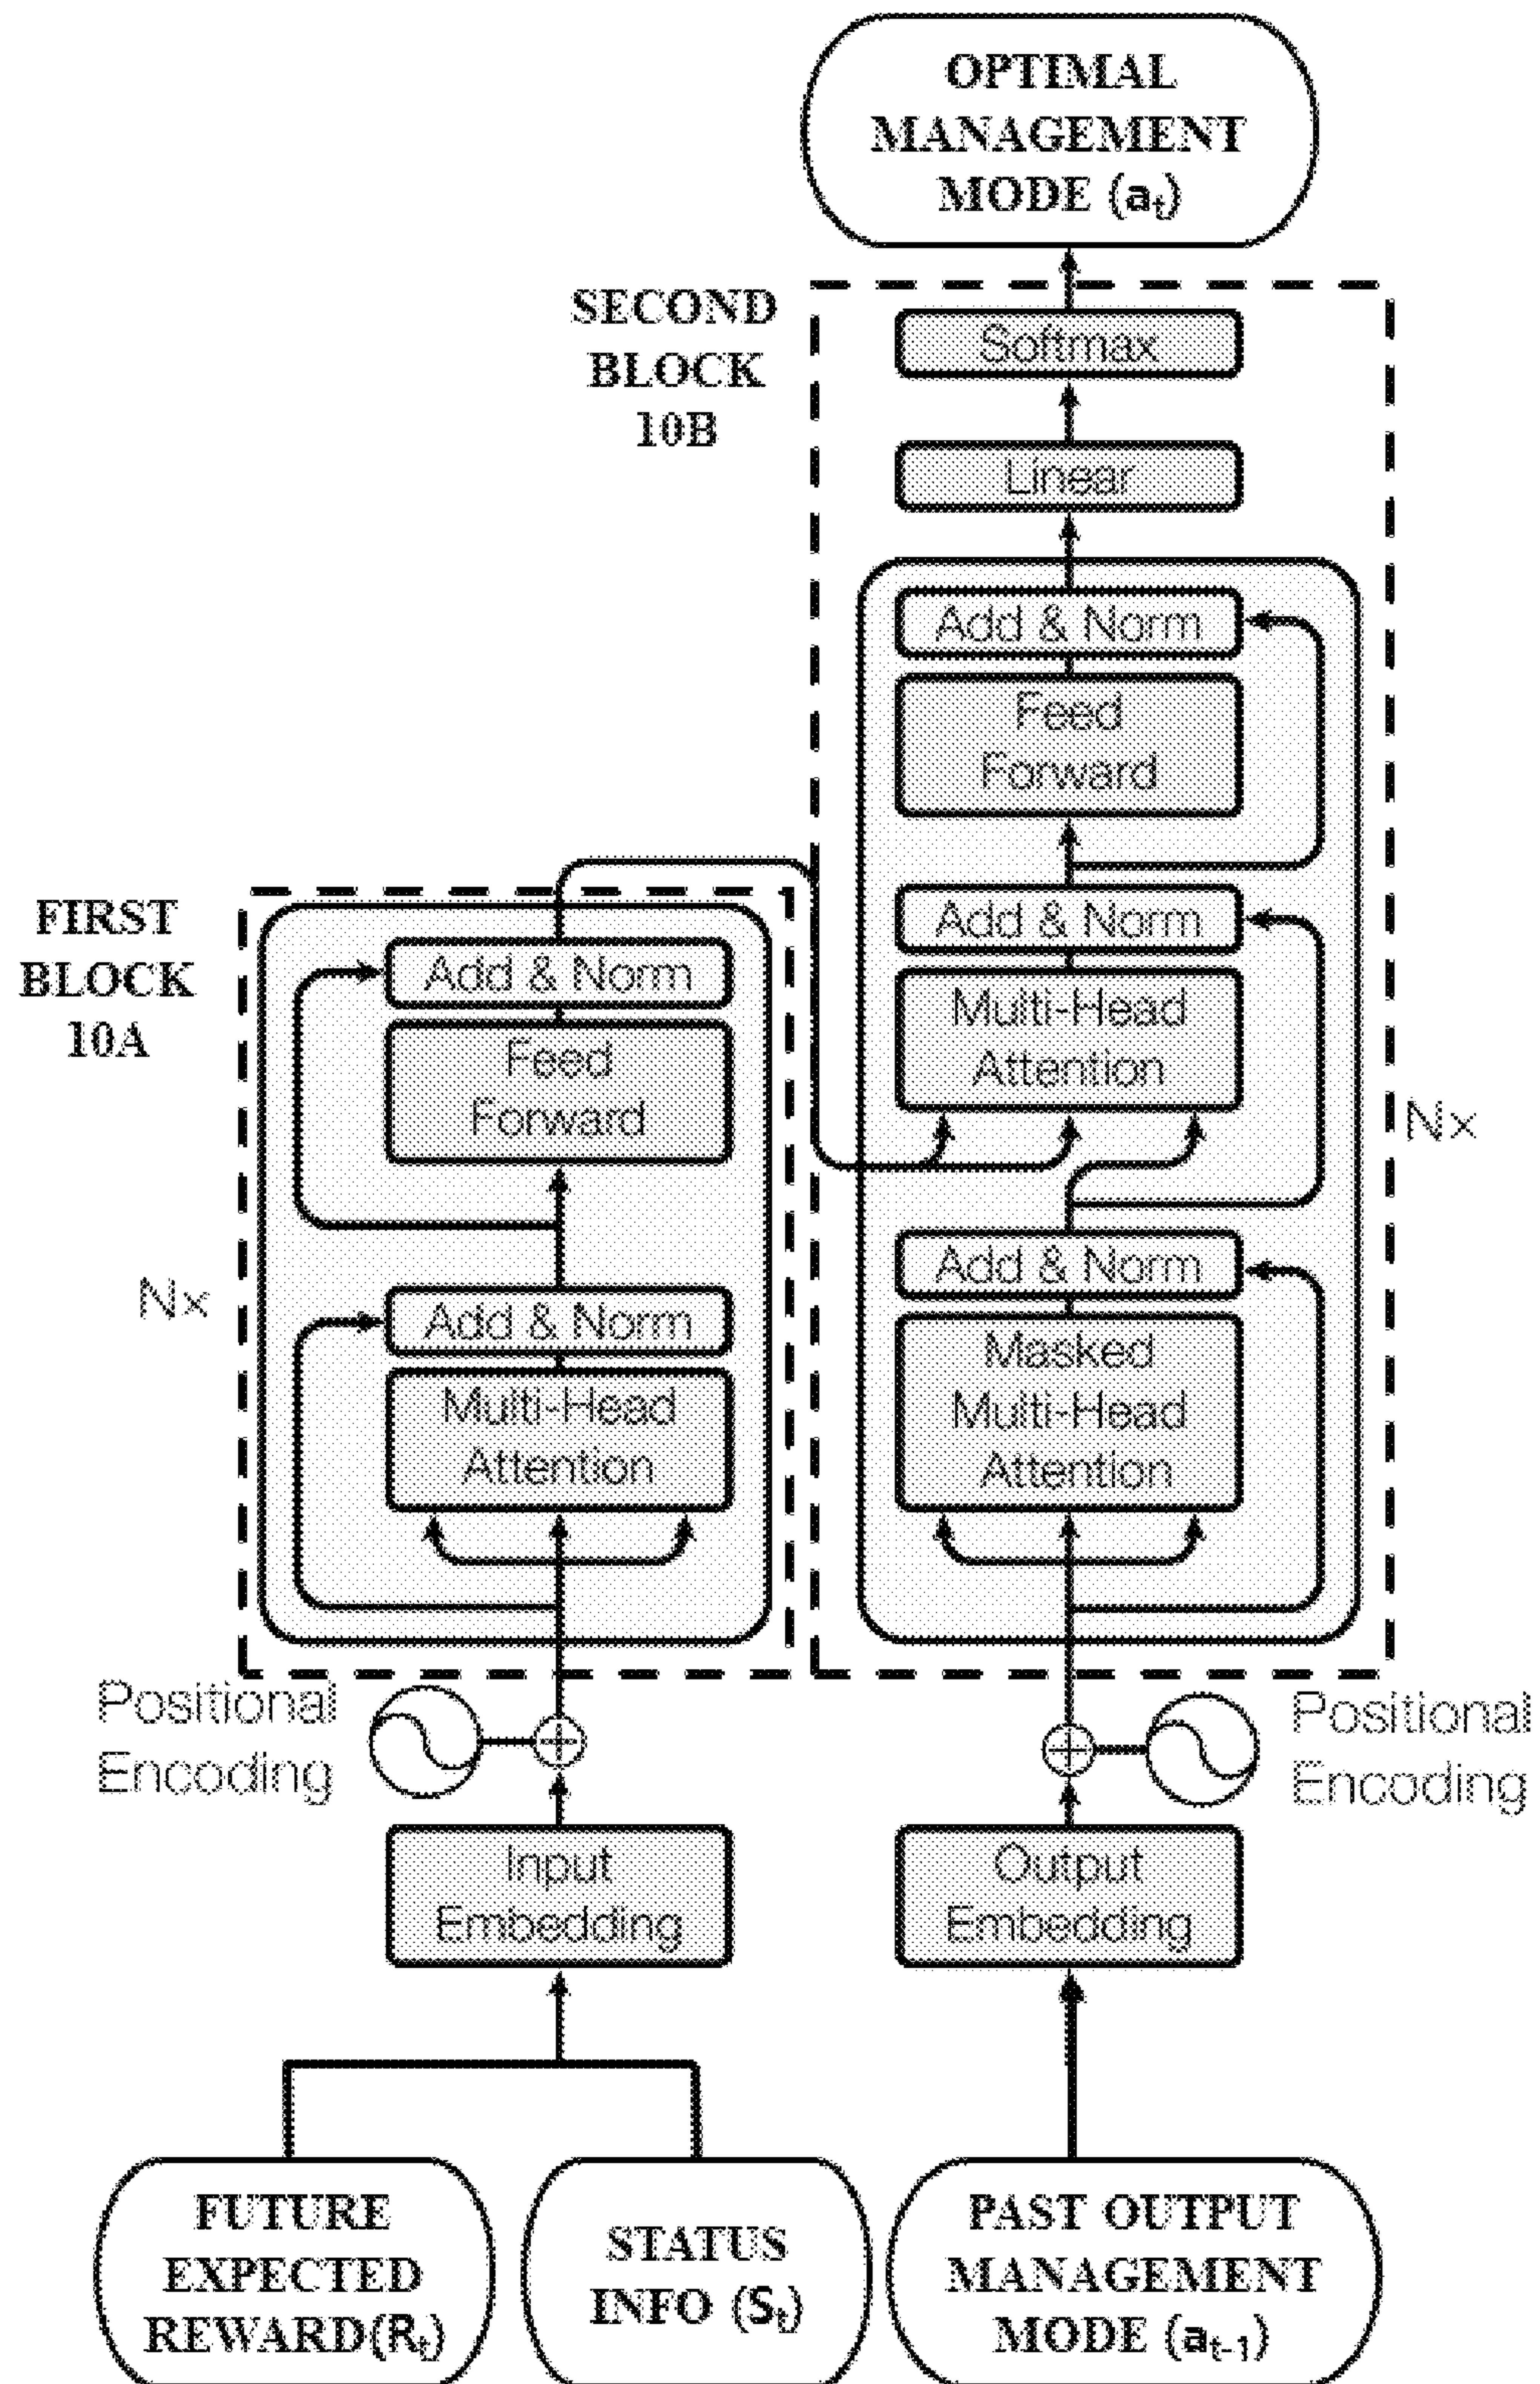 OPTIMAL
MANAGEMENT
MODE (at)
SECOND
BLOCK
10B
Softmax
Linear
Add & Norm
Feed
Forward
Add & Norm
Multi-Head
Attention
Nx
Add & Norm
Masked
Multi-Head
Attention
FIRST
BLOCK
10A
Add & Norm
Feed
Forward
Nx
Add & Norm
Multi-Head
Attention
Positional
Encoding
Positional
Encoding
Input
Embedding
Output
Embedding
FUTURE
EXPECTED
REWARD(Rt)
STATUS
INFO (St)
PAST OUTPUT
MANAGEMENT
MODE (at-1)